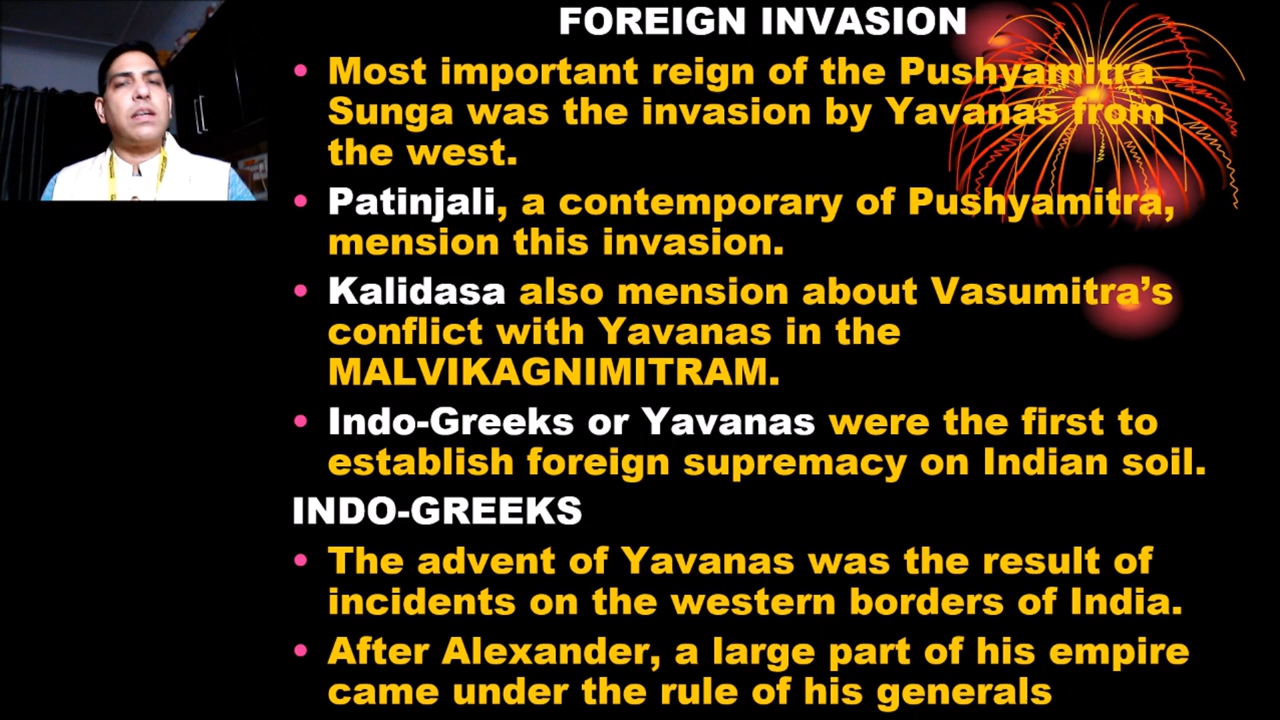 FOREIGN INVASION
• Most important reign of the Pushyamitra
Sunga was the invasion by Yavanas from
the west.
• Patinjali, a contemporary of Pushyamitra,
mension this invasion.
• Kalidasa also mension about Vasumitra's
conflict with Yavanas in the
MALVIKAGNIMITRAM.
• Indo-Greeks or Yavanas were the first to
establish foreign supremacy on Indian soil.
INDO-GREEKS
• The advent of Yavanas was the result of
incidents on the western borders of India.
• After Alexander, a large part of his empire
came under the rule of his generals